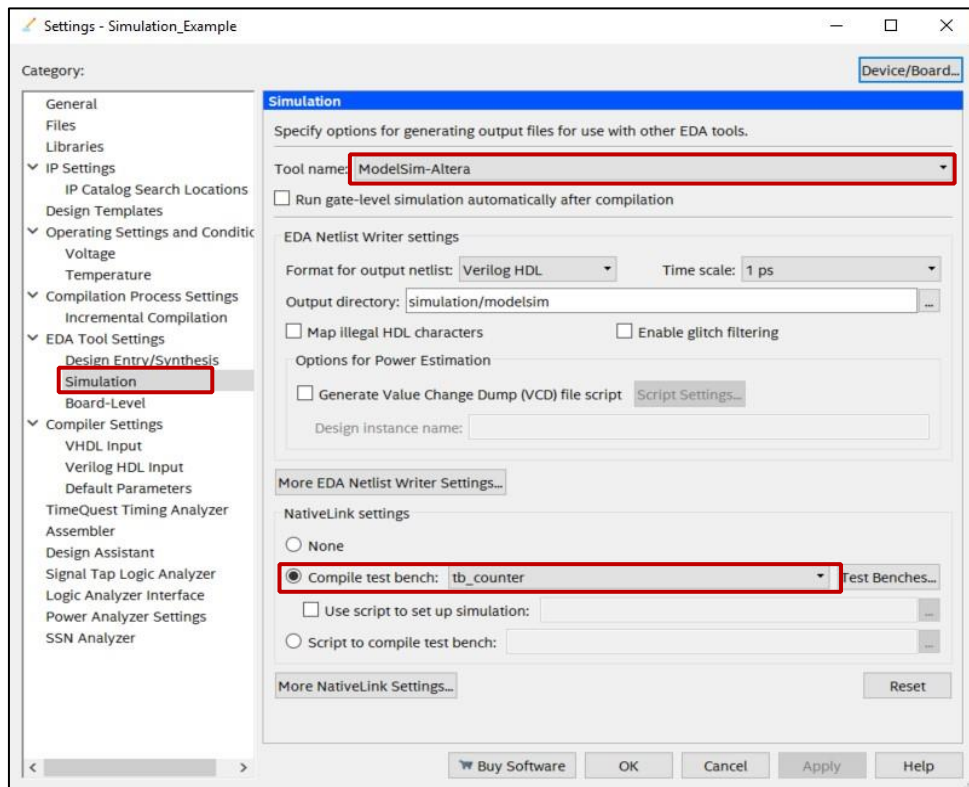 Settings - Simulation_Example
Category:
Device/Board...
General
Files
Libraries
IP Settings
IP Catalog Search Locations
Design Templates
Operating Settings and Conditic
Voltage
Temperature
Compilation Process Settings
Incremental Compilation
EDA Tool Settings
Design Entry/Synthesis
Simulation
Board-Level
Compiler Settings
VHDL Input
Verilog HDL Input
Default Parameters
TimeQuest Timing Analyzer
Assembler
Design Assistant
Signal Tap Logic Analyzer
Logic Analyzer Interface
Power Analyzer Settings
SSN Analyzer
Simulation
Specify options for generating output files for use with other EDA tools.
Tool name: ModelSim-Altera
Run gate-level simulation automatically after compilation
EDA Netlist Writer settings
Format for output netlist: Verilog HDL Time scale: 1 ps
Output directory: simulation/modelsim ...
Map illegal HDL characters Enable glitch filtering
Options for Power Estimation
Generate Value Change Dump (VCD) file script Script Settings...
Design instance name:
More EDA Netlist Writer Settings...
NativeLink settings
None
Compile test bench: tb_counter Test Benches...
Use script to set up simulation: ...
Script to compile test bench: ...
More NativeLink Settings... Reset
Buy Software OK Cancel Apply Help